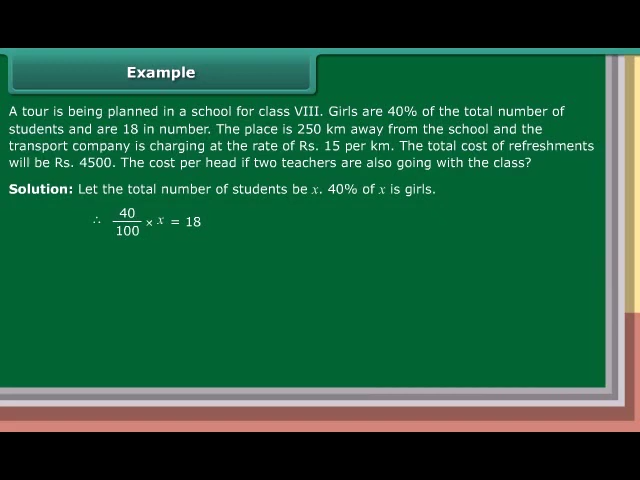 Example
A tour is being planned in a school for class VIII. Girls are 40% of the total number of
students and are 18 in number. The place is 250 km away from the school and the
transport company is charging at the rate of Rs. 15 per km. The total cost of refreshments
will be Rs. 4500. The cost per head if two teachers are also going with the class?
Solution: Let the total number of students be x. 40% of x is girls.
∴ 40/100 × x = 18